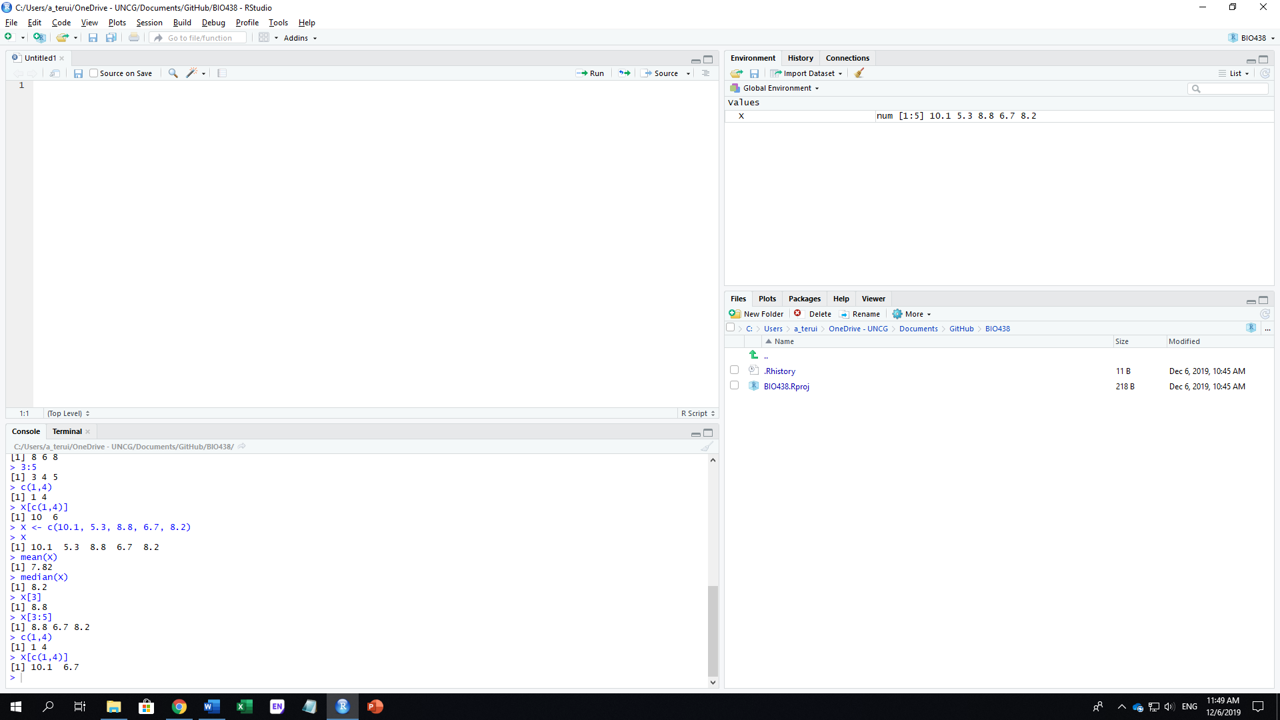 C:/Users/a_terui/OneDrive - UNCG/Documents/GitHub/BIO438 - RStudio
File Edit Code View Plots Session Build Debug Profile Tools Help
Go to file/function Addins BIO438
Untitled1
Source on Save Run Source
1
1:1 (Top Level) R Script
Console Terminal
C:/Users/a_terui/OneDrive - UNCG/Documents/GitHub/BIO438/
[1] 8 6 8
> 3:5
[1] 3 4 5
> c(1,4)
[1] 1 4
> X[c(1,4)]
[1] 10  6
> X <- c(10.1, 5.3, 8.8, 6.7, 8.2)
> X
[1] 10.1  5.3  8.8  6.7  8.2
> mean(X)
[1] 7.82
> median(X)
[1] 8.2
> X[3]
[1] 8.8
> X[3:5]
[1] 8.8 6.7 8.2
> c(1,4)
[1] 1 4
> X[c(1,4)]
[1] 10.1  6.7
>
Environment History Connections
Import Dataset List
Global Environment
Values
X num [1:5] 10.1 5.3 8.8 6.7 8.2
Files Plots Packages Help Viewer
New Folder Delete Rename More
C: Users a_terui OneDrive - UNCG Documents GitHub BIO438 ...
Name Size Modified
..
.Rhistory 11 B Dec 6, 2019, 10:45 AM
BIO438.Rproj 218 B Dec 6, 2019, 10:45 AM
EN
ENG
11:49 AM
12/6/2019